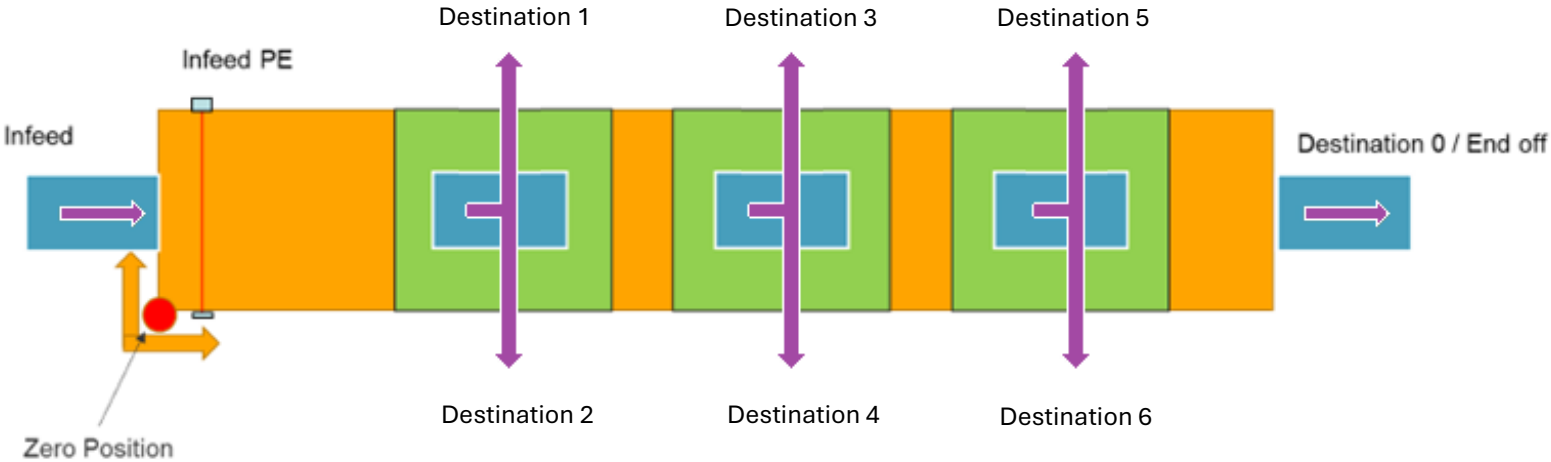 Destination 1
Destination 3
Destination 5
Infeed PE
Infeed
Destination 0 / End off
Destination 2
Destination 4
Destination 6
Zero Position